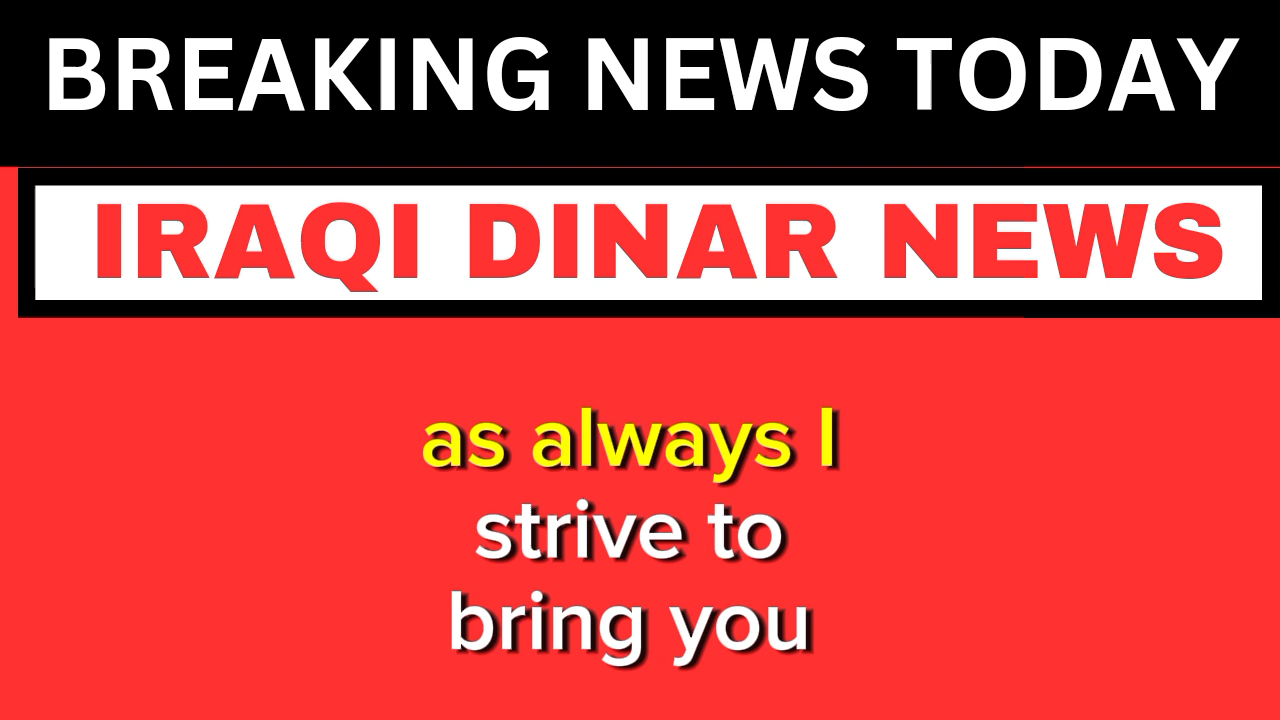 BREAKING NEWS TODAY
IRAQI DINAR NEWS
as always I
strive to
bring you